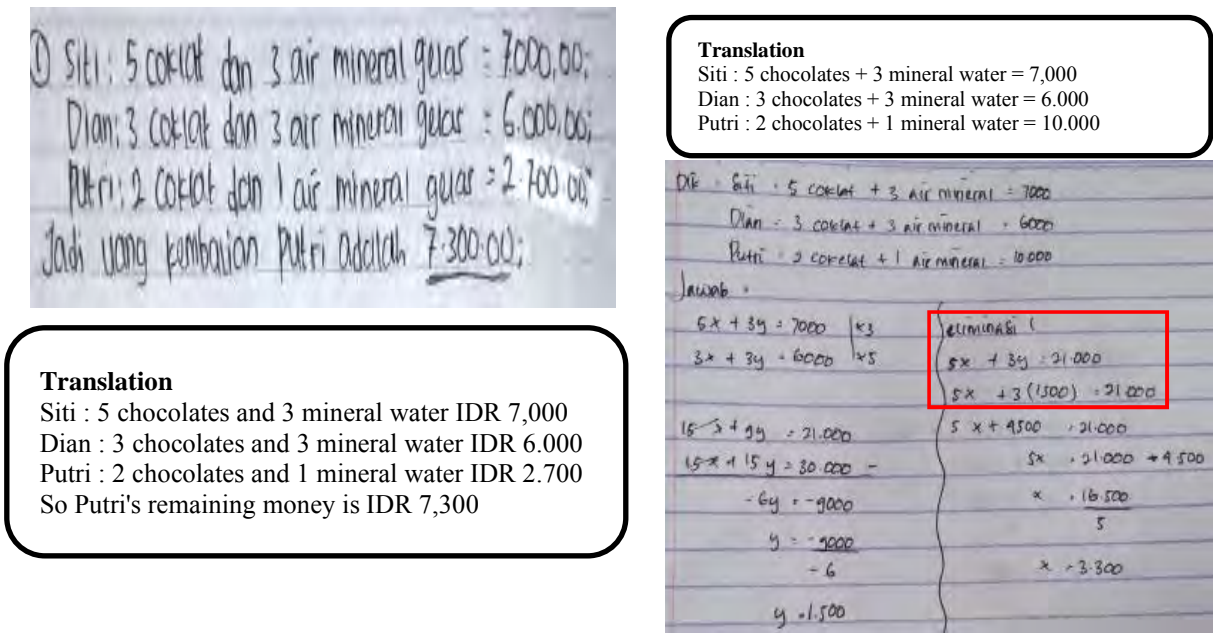 ① Siti : 5 coklat dan 3 air mineral gelas = 7.000,00;
Dian : 3 coklat dan 3 air mineral gelas : 6.000,00;
Putri : 2 coklat dan 1 air mineral gelas = 2.700.00;
Jadi uang kembalian Putri adalah 7.300.00;
Translation
Siti : 5 chocolates and 3 mineral water IDR 7,000
Dian : 3 chocolates and 3 mineral water IDR 6.000
Putri : 2 chocolates and 1 mineral water IDR 2.700
So Putri's remaining money is IDR 7,300
Translation
Siti : 5 chocolates + 3 mineral water = 7,000
Dian : 3 chocolates + 3 mineral water = 6.000
Putri : 2 chocolates + 1 mineral water = 10.000
Dik : Siti : 5 coklat + 3 air mineral = 7000
Dian : 3 coklat + 3 air mineral = 6000
Putri : 2 coklat + 1 air mineral = 10.000
Jawab :
5x + 3y = 7000 | x3
3x + 3y = 6000 | x5
15x + 9y = 21.000
15x + 15y = 30.000 -
-6y = -9000
y = -9000
-6
y = 1.500
eliminasi (
5x + 3y = 21.000
5x + 3(1500) = 21.000
5x + 4500 = 21.000
5x = 21.000 + 4500
x = 16.500
5
x = 3.300